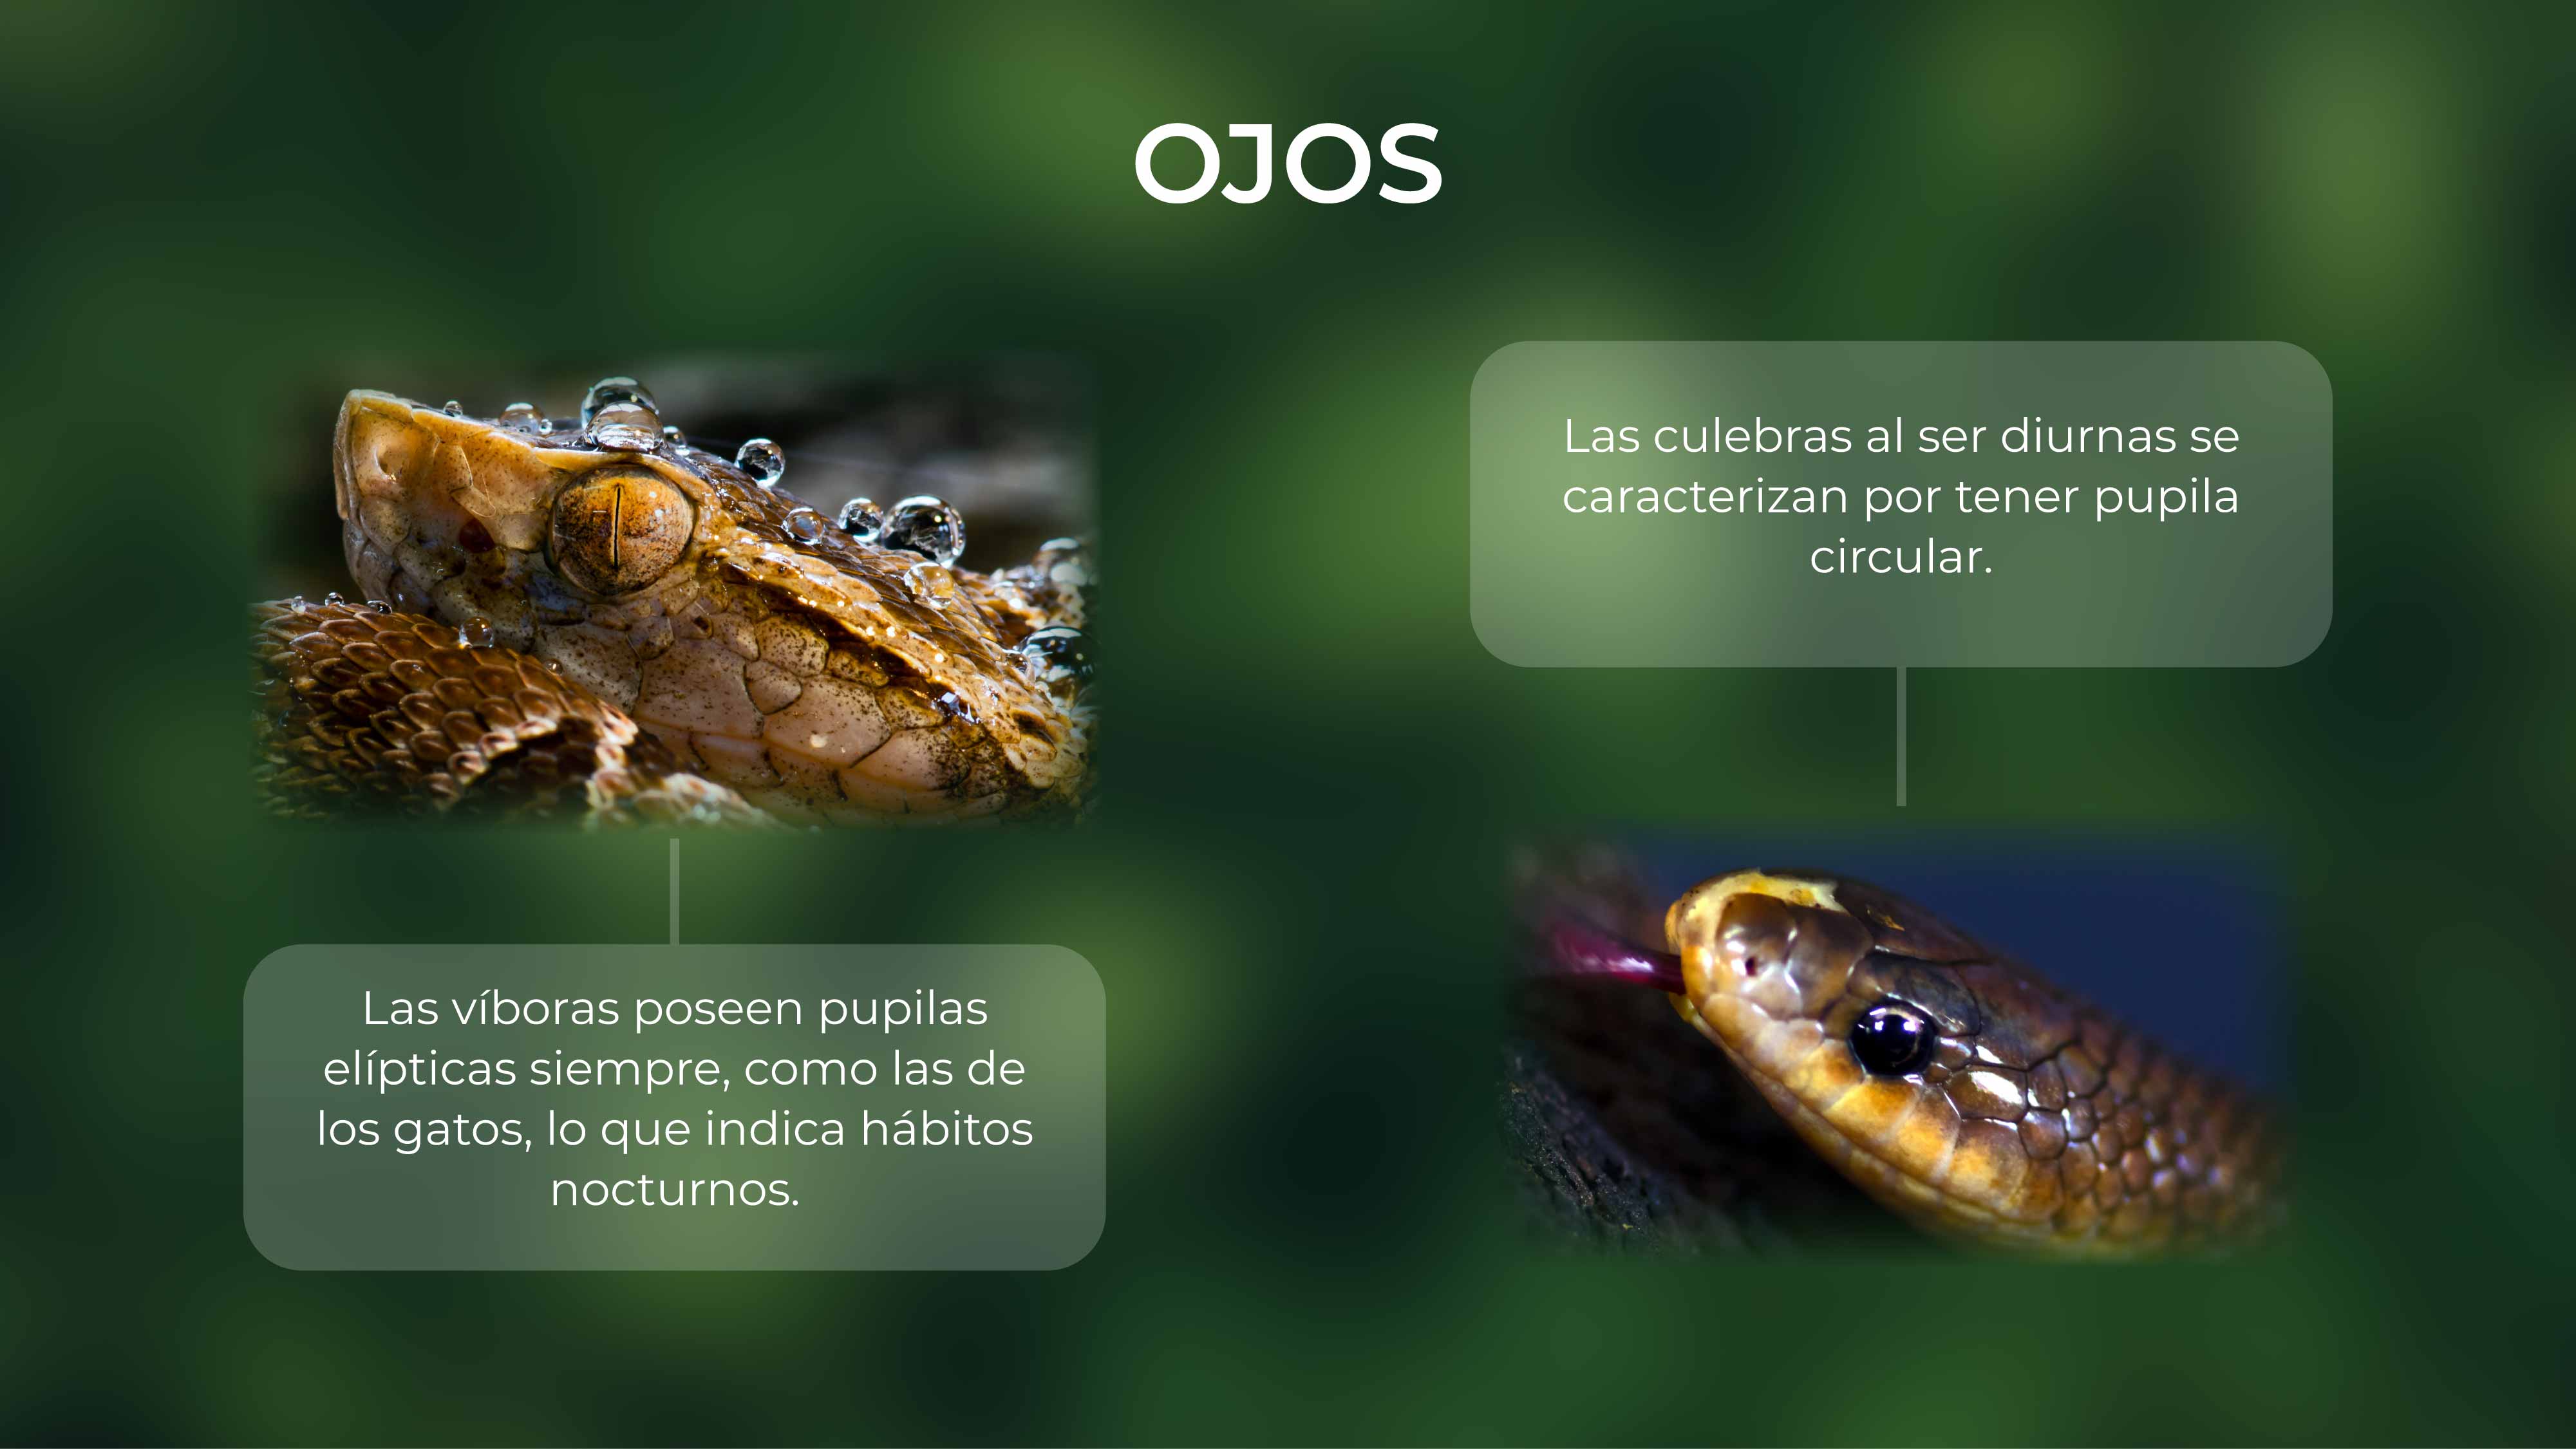 OJOS
Las culebras al ser diurnas se
caracterizan por tener pupila
circular.
Las víboras poseen pupilas
elípticas siempre, como las de
los gatos, lo que indica hábitos
nocturnos.